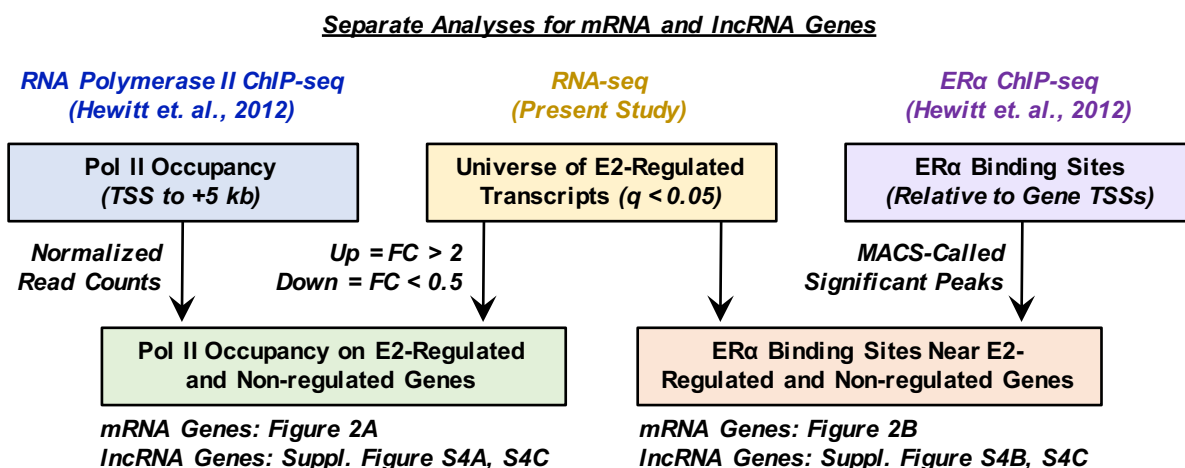 Separate Analyses for mRNA and lncRNA Genes
RNA Polymerase II ChIP-seq
(Hewitt et. al., 2012)
RNA-seq
(Present Study)
ERα ChIP-seq
(Hewitt et. al., 2012)
Pol II Occupancy
(TSS to +5 kb)
Universe of E2-Regulated
Transcripts (q < 0.05)
ERα Binding Sites
(Relative to Gene TSSs)
Normalized
Read Counts
Up = FC > 2
Down = FC < 0.5
MACS-Called
Significant Peaks
Pol II Occupancy on E2-Regulated
and Non-regulated Genes
ERα Binding Sites Near E2-
Regulated and Non-regulated Genes
mRNA Genes: Figure 2A
lncRNA Genes: Suppl. Figure S4A, S4C
mRNA Genes: Figure 2B
lncRNA Genes: Suppl. Figure S4B, S4C